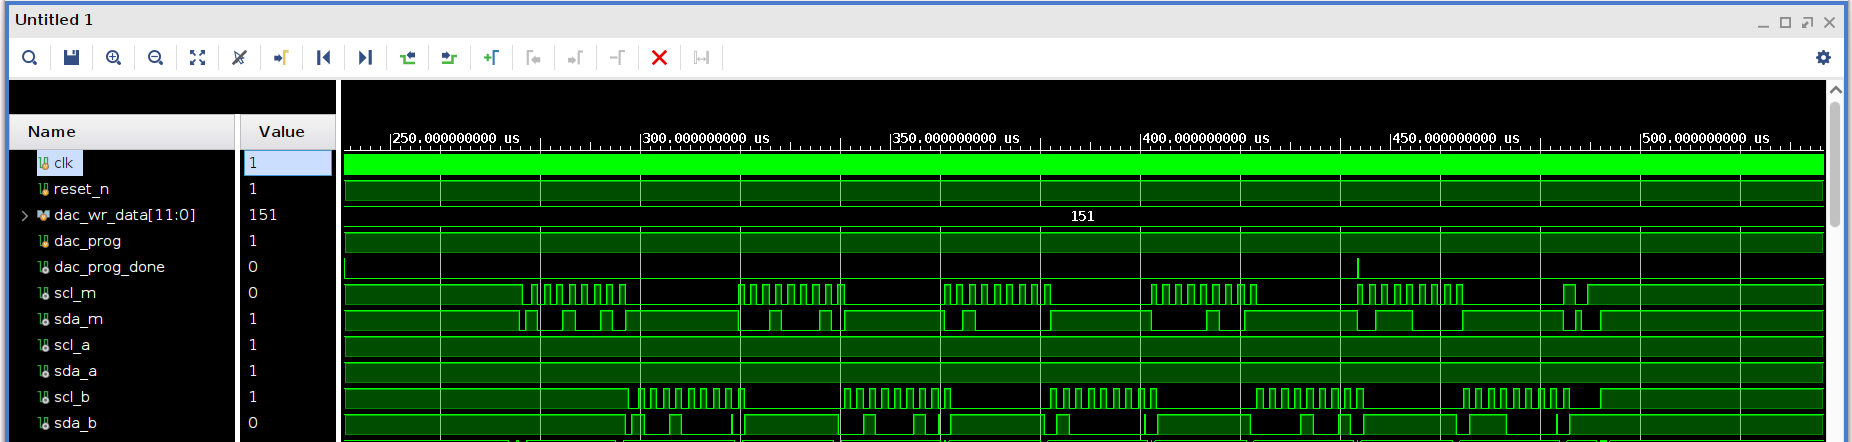 Untitled 1
Name Value
250.000000000 us 300.000000000 us 350.000000000 us 400.000000000 us 450.000000000 us 500.000000000 us
clk 1
reset_n 1
dac_wr_data[11:0] 151 151
dac_prog 1
dac_prog_done 0
scl_m 0
sda_m 1
scl_a 1
sda_a 1
scl_b 1
sda_b 0